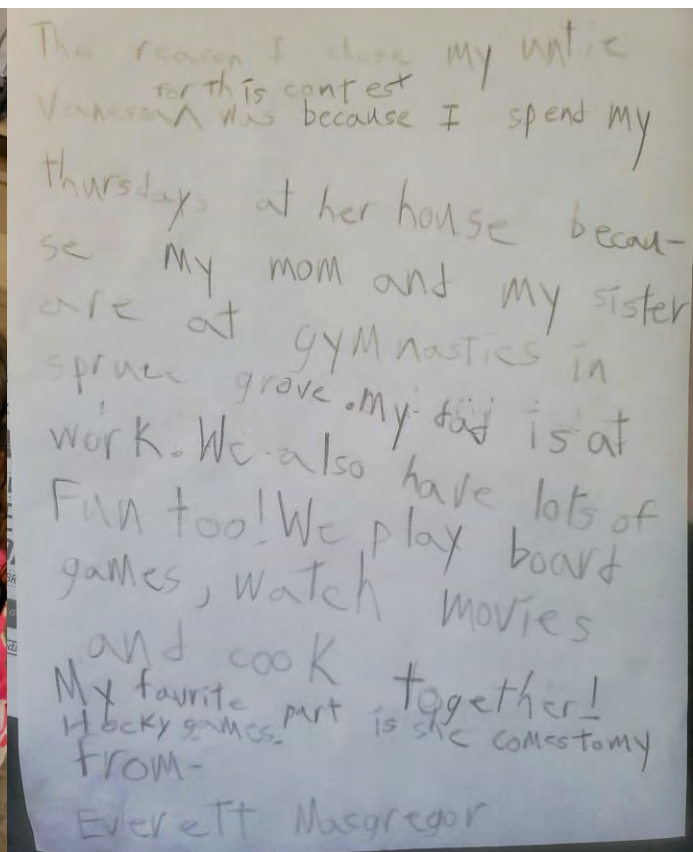 The reason I chose my untie
for this contest
Vanessa was because I spend my
thursdays at her house becau-
se my mom and my sister
are at gymnastics in
spruce grove. my dad is at
work. We also have lots of
Fun too! We play board
games, watch movies
and cook together!
My favrite part is she comes to my
Hocky games.
from-
Everett Macgregor